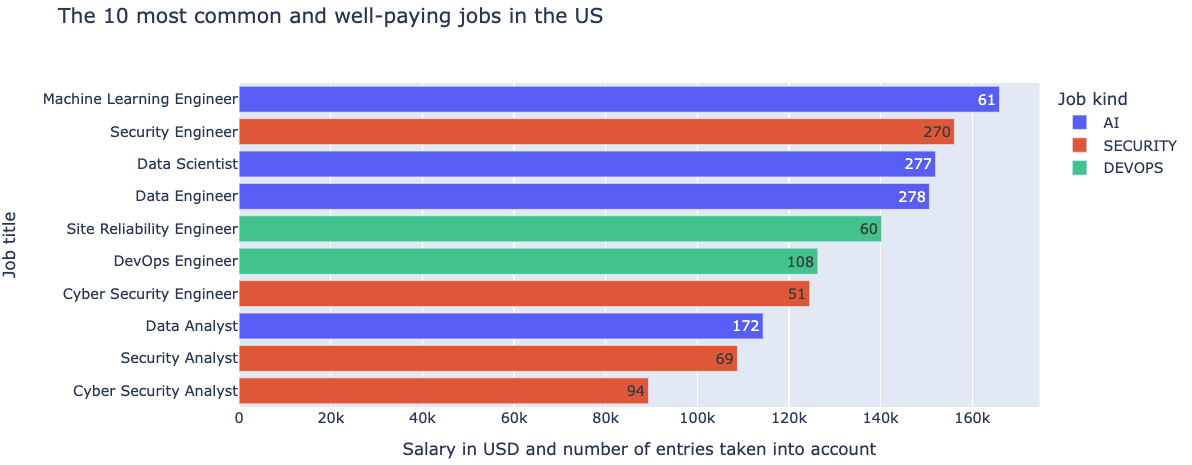 The 10 most common and well-paying jobs in the US
Machine Learning Engineer 61
Security Engineer 270
Data Scientist 277
Data Engineer 278
Site Reliability Engineer 60
DevOps Engineer 108
Cyber Security Engineer 51
Data Analyst 172
Security Analyst 69
Cyber Security Analyst 94
Job title
0 20k 40k 60k 80k 100k 120k 140k 160k
Salary in USD and number of entries taken into account
Job kind
AI
SECURITY
DEVOPS